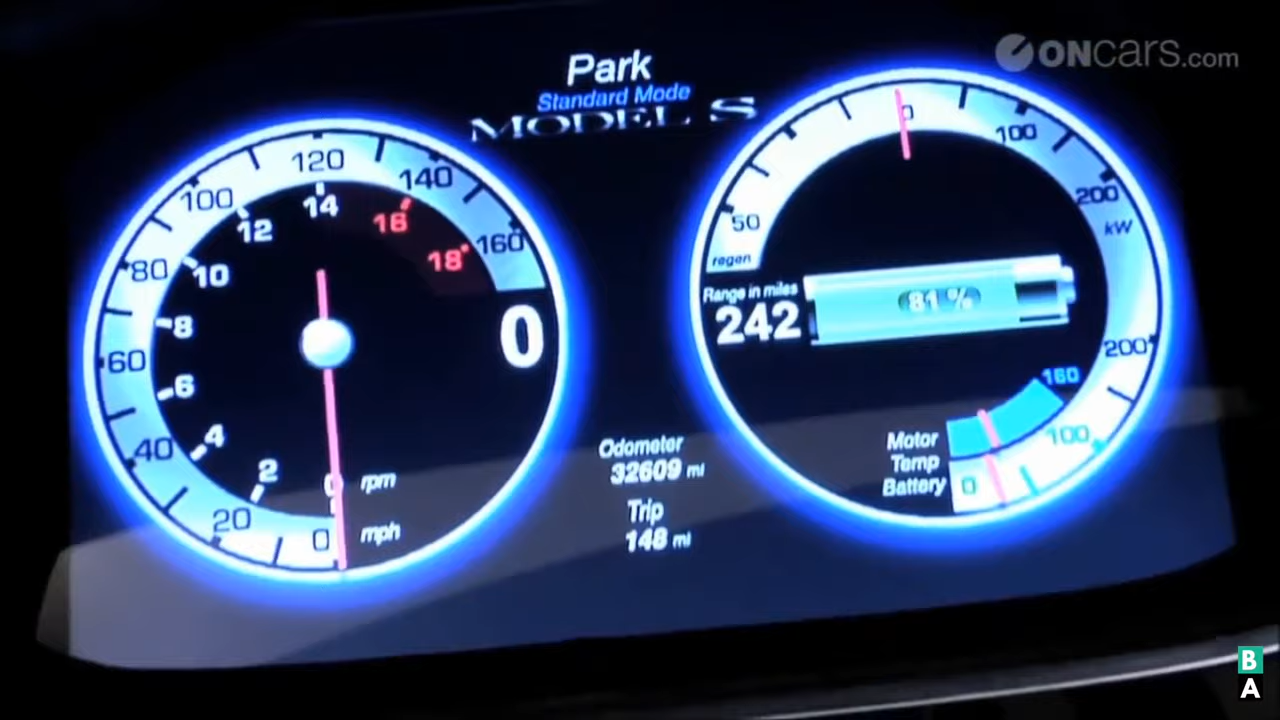 ONCARS.com
Park
Standard Mode
MODEL S
120
140
160
100
80
60
40
20
0
14
16
18
12
10
8
6
4
2
0
rpm
mph
0
0
100
200
kW
50
regen
Range in miles
242
81 %
200
160
100
0
Motor
Temp
Battery
Odometer
32609 mi
Trip
148 mi
B
A